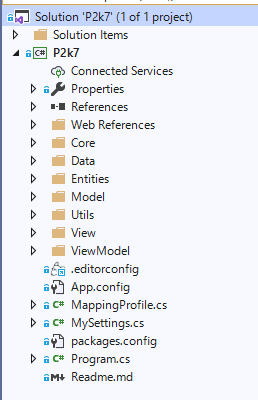 Solution 'P2k7' (1 of 1 project)
Solution Items
C# P2k7
Connected Services
Properties
References
Web References
Core
Data
Entities
Model
Utils
View
ViewModel
.editorconfig
App.config
C# MappingProfile.cs
C# MySettings.cs
packages.config
C# Program.cs
Readme.md